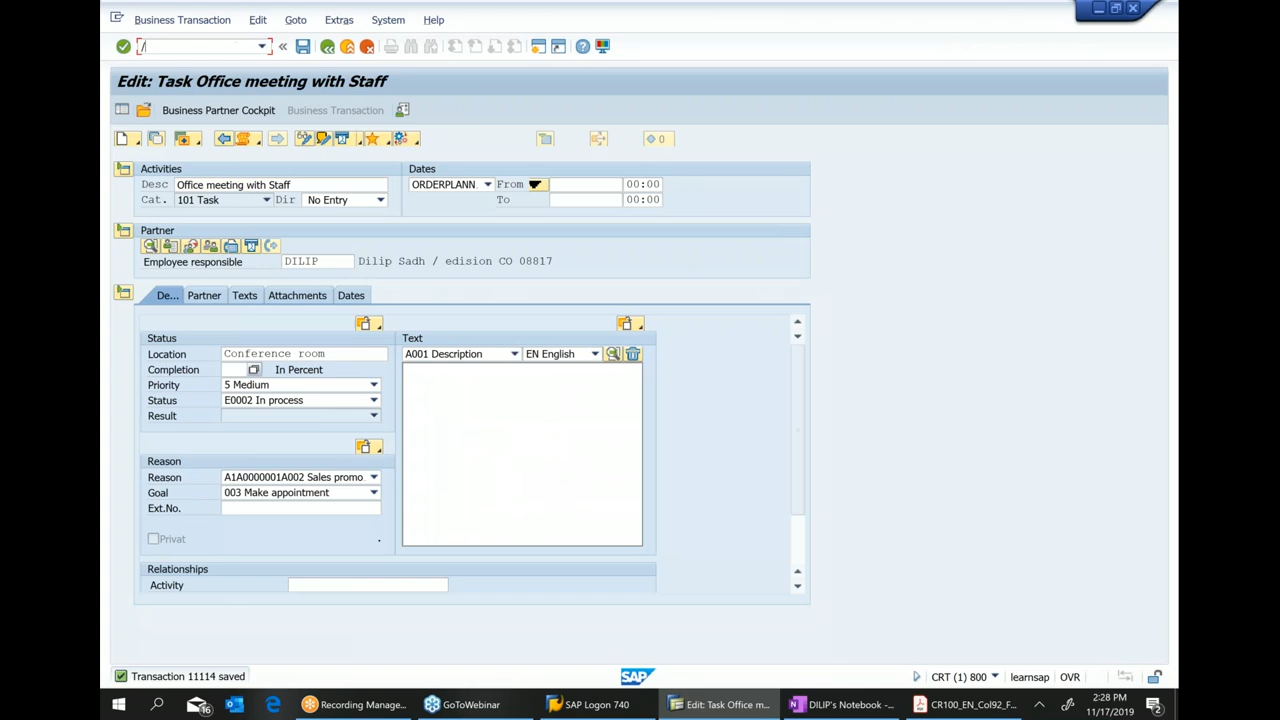 Business Transaction Edit Goto Extras System Help
/
Edit: Task Office meeting with Staff
Business Partner Cockpit Business Transaction
0
Activities Dates
Desc Office meeting with Staff ORDERPLANN From 00:00
Cat. 101 Task Dir No Entry To 00:00
Partner
Employee responsible DILIP Dilip Sadh / edision CO 08817
De... Partner Texts Attachments Dates
Status Text
Location Conference room A001 Description EN English
Completion In Percent
Priority 5 Medium
Status E0002 In process
Result
Reason
Reason A1A0000001A002 Sales promo
Goal 003 Make appointment
Ext.No.
Privat .
Relationships
Activity
Transaction 11114 saved SAP CRT (1) 800 learnsap OVR
16 Recording Manage... GoToWebinar SAP Logon 740 Edit: Task Office m... DILIP's Notebook -... CR100_EN_Col92_F... 2:28 PM
11/17/2019 2